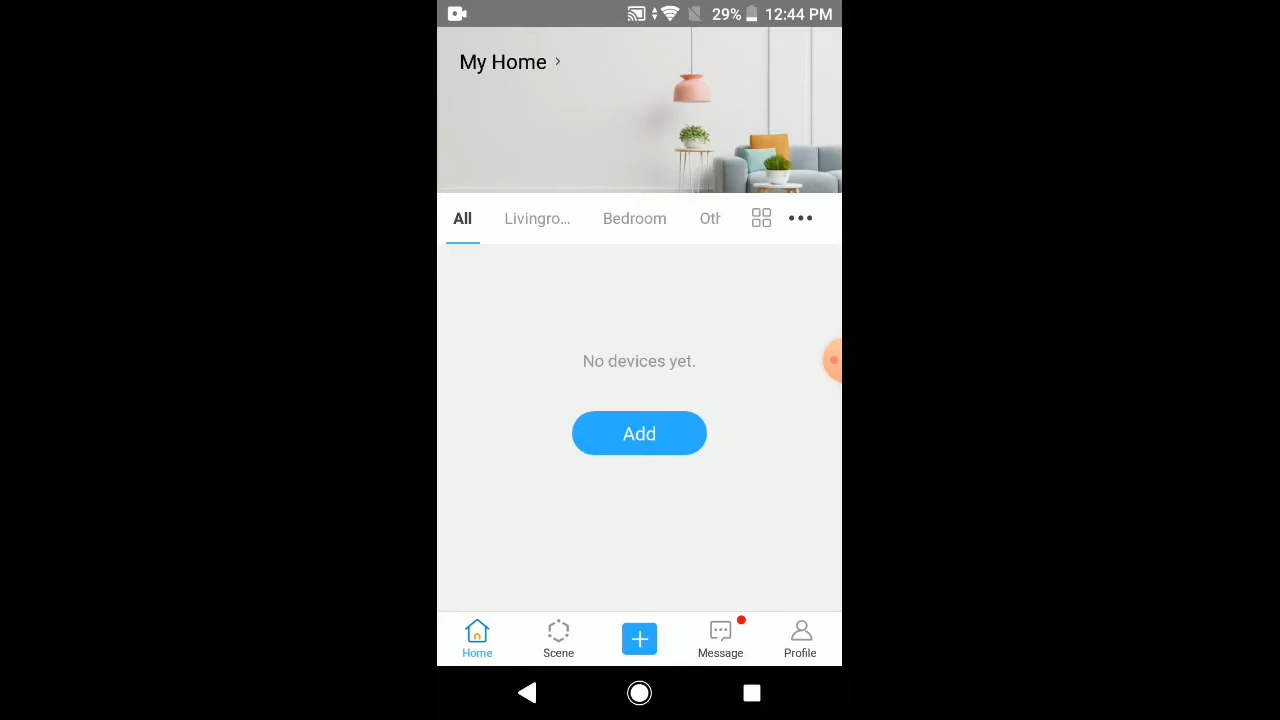 29% 12:44 PM
My Home
All Livingro... Bedroom Oth
No devices yet.
Add
Home Scene Message Profile